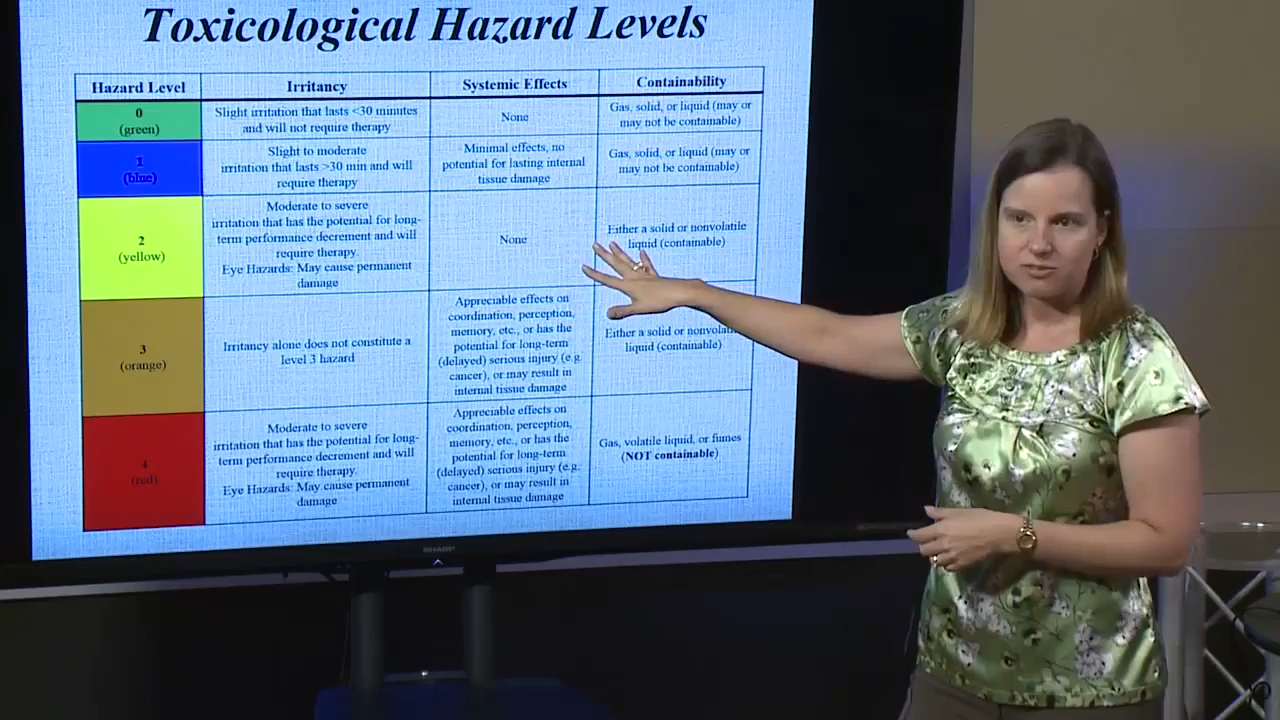 Toxicological Hazard Levels
Hazard Level
Irritancy
Systemic Effects
Containability
0
(green)
Slight irritation that lasts <30 minutes
and will not require therapy
None
Gas, solid, or liquid (may or
may not be containable)
1
(blue)
Slight to moderate
irritation that lasts >30 min and will
require therapy
Minimal effects, no
potential for lasting internal
tissue damage
Gas, solid, or liquid (may or
may not be containable)
2
(yellow)
Moderate to severe
irritation that has the potential for long-
term performance decrement and will
require therapy.
Eye Hazards: May cause permanent
damage
None
Either a solid or nonvolatile
liquid (containable)
3
(orange)
Irritancy alone does not constitute a
level 3 hazard
Appreciable effects on
coordination, perception,
memory, etc., or has the
potential for long-term
(delayed) serious injury (e.g.
cancer), or may result in
internal tissue damage
Either a solid or nonvolat
liquid (containable)
4
(red)
Moderate to severe
irritation that has the potential for long-
term performance decrement and will
require therapy.
Eye Hazards: May cause permanent
damage
Appreciable effects on
coordination, perception,
memory, etc., or has the
potential for long-term
(delayed) serious injury (e.g.
cancer), or may result in
internal tissue damage
Gas, volatile liquid, or fumes
(NOT containable)
SHARP